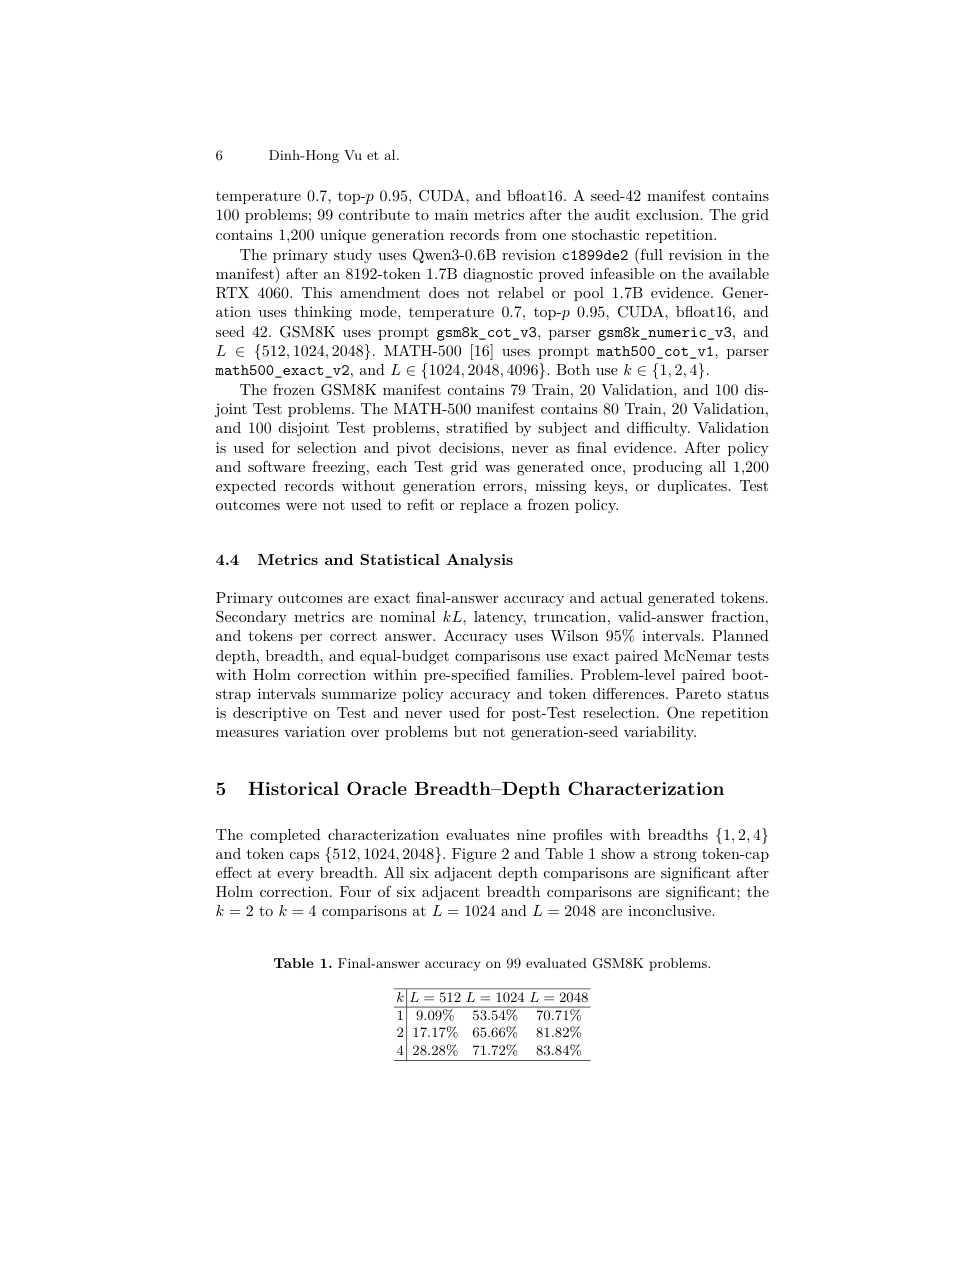 6 Dinh-Hong Vu et al.
temperature 0.7, top-p 0.95, CUDA, and bfloat16. A seed-42 manifest contains
100 problems; 99 contribute to main metrics after the audit exclusion. The grid
contains 1,200 unique generation records from one stochastic repetition.
The primary study uses Qwen3-0.6B revision c1899de2 (full revision in the
manifest) after an 8192-token 1.7B diagnostic proved infeasible on the available
RTX 4060. This amendment does not relabel or pool 1.7B evidence. Gener-
ation uses thinking mode, temperature 0.7, top-p 0.95, CUDA, bfloat16, and
seed 42. GSM8K uses prompt gsm8k_cot_v3, parser gsm8k_numeric_v3, and
L ∈ {512, 1024, 2048}. MATH-500 [16] uses prompt math500_cot_v1, parser
math500_exact_v2, and L ∈ {1024, 2048, 4096}. Both use k ∈ {1, 2, 4}.
The frozen GSM8K manifest contains 79 Train, 20 Validation, and 100 dis-
joint Test problems. The MATH-500 manifest contains 80 Train, 20 Validation,
and 100 disjoint Test problems, stratified by subject and difficulty. Validation
is used for selection and pivot decisions, never as final evidence. After policy
and software freezing, each Test grid was generated once, producing all 1,200
expected records without generation errors, missing keys, or duplicates. Test
outcomes were not used to refit or replace a frozen policy.
4.4 Metrics and Statistical Analysis
Primary outcomes are exact final-answer accuracy and actual generated tokens.
Secondary metrics are nominal kL, latency, truncation, valid-answer fraction,
and tokens per correct answer. Accuracy uses Wilson 95% intervals. Planned
depth, breadth, and equal-budget comparisons use exact paired McNemar tests
with Holm correction within pre-specified families. Problem-level paired boot-
strap intervals summarize policy accuracy and token differences. Pareto status
is descriptive on Test and never used for post-Test reselection. One repetition
measures variation over problems but not generation-seed variability.
5 Historical Oracle Breadth–Depth Characterization
The completed characterization evaluates nine profiles with breadths {1, 2, 4}
and token caps {512, 1024, 2048}. Figure 2 and Table 1 show a strong token-cap
effect at every breadth. All six adjacent depth comparisons are significant after
Holm correction. Four of six adjacent breadth comparisons are significant; the
k = 2 to k = 4 comparisons at L = 1024 and L = 2048 are inconclusive.
Table 1. Final-answer accuracy on 99 evaluated GSM8K problems.
k L = 512 L = 1024 L = 2048
1 9.09% 53.54% 70.71%
2 17.17% 65.66% 81.82%
4 28.28% 71.72% 83.84%